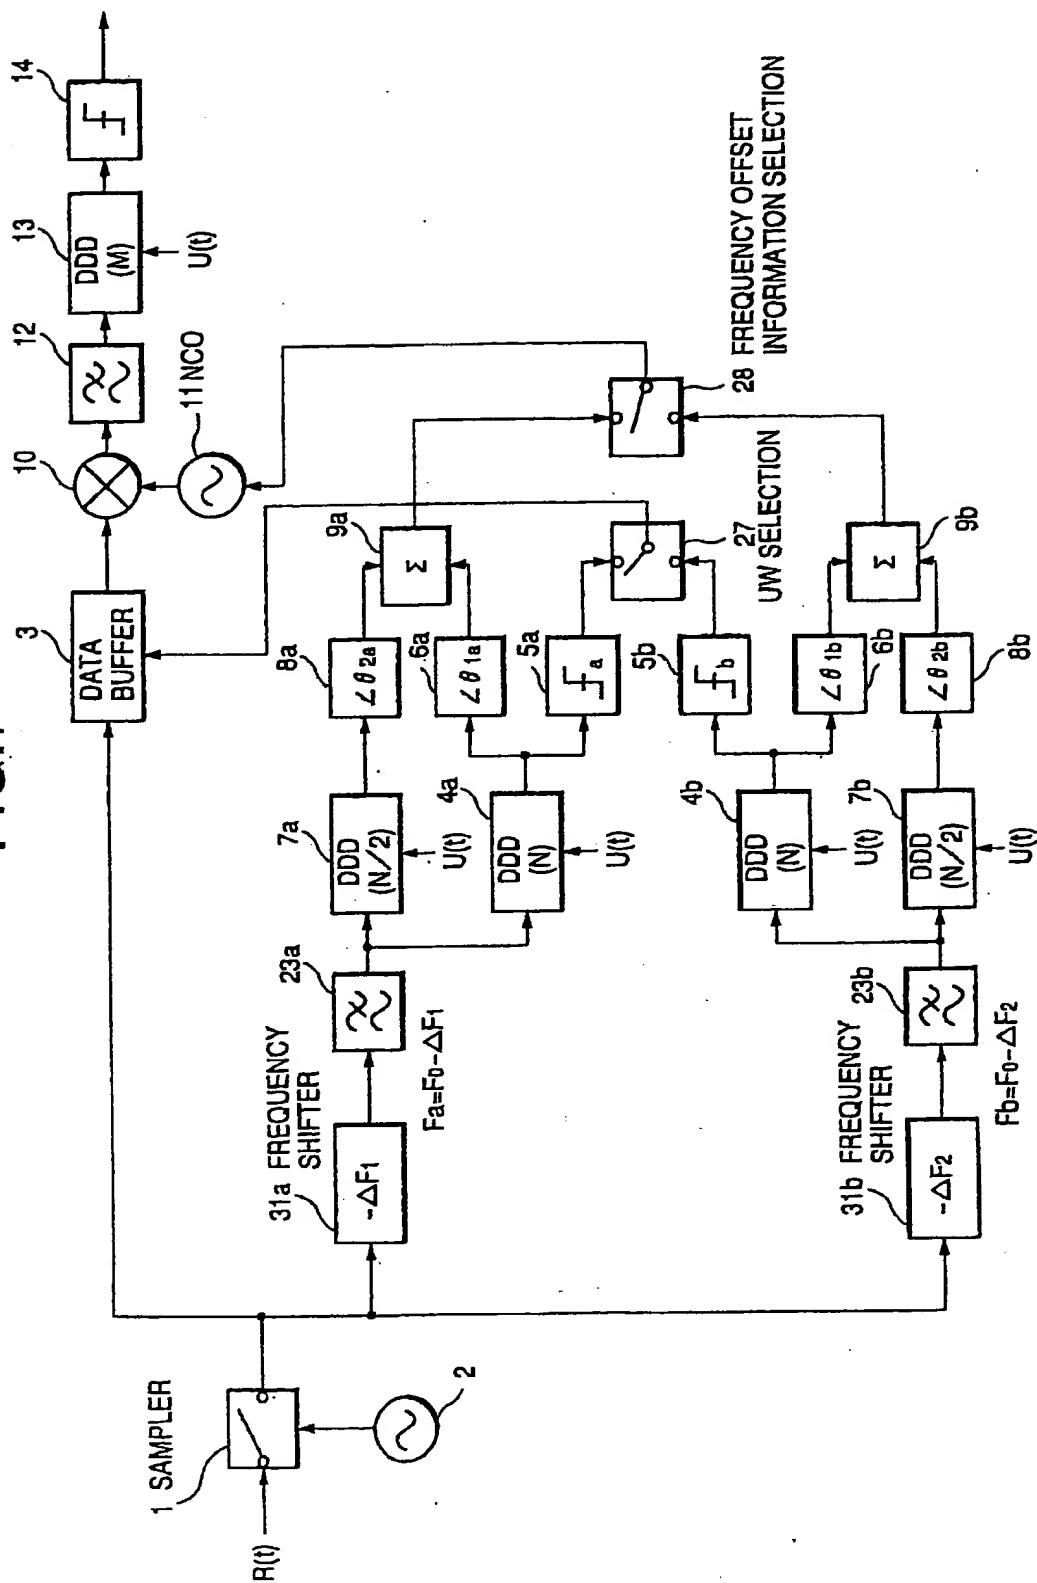 R(t)
1 SAMPLER
2
3
DATA
BUFFER
10
11 NCO
12
13
DDD
(M)
U(t)
14
31a FREQUENCY
SHIFTER
-ΔF1
Fa=F0-ΔF1
23a
7a
DDD
(N/2)
U(t)
4a
DDD
(N)
U(t)
8a
∠θ2a
6a
∠θ1a
5a
a
9a
Σ
27
UW SELECTION
28 FREQUENCY OFFSET
INFORMATION SELECTION
5b
b
4b
DDD
(N)
U(t)
6b
∠θ1b
9b
Σ
31b FREQUENCY
SHIFTER
-ΔF2
Fb=F0-ΔF2
23b
7b
DDD
(N/2)
U(t)
8b
∠θ2b